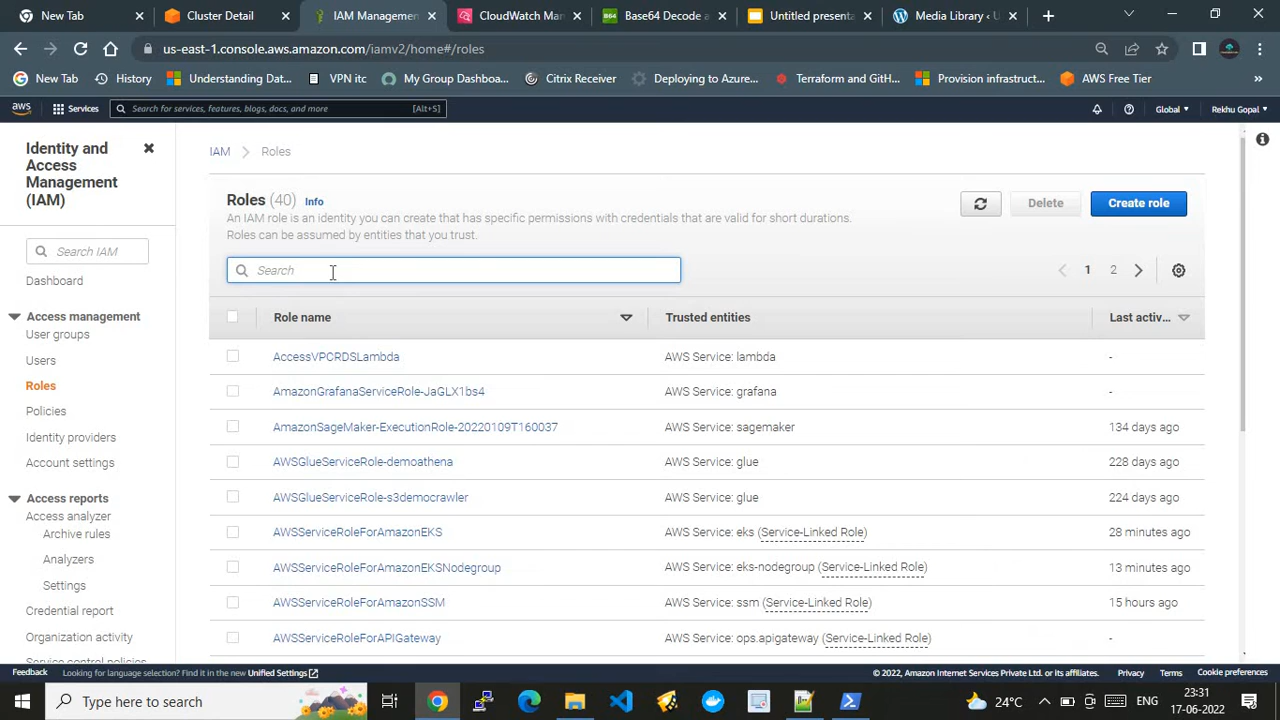 New Tab
Cluster Detail
IAM Managemen
CloudWatch Man
Base64 Decode a
Untitled presenta
Media Library ‹ U
us-east-1.console.aws.amazon.com/iamv2/home#/roles
New Tab
History
Understanding Dat...
VPN itc
My Group Dashboa...
Citrix Receiver
Deploying to Azure...
Terraform and GitH...
Provision infrastruct...
AWS Free Tier
»
aws
Services
Search for services, features, blogs, docs, and more
[Alt+S]
Global
Rekhu Gopal
Identity and Access Management (IAM)
Search IAM
Dashboard
Access management
User groups
Users
Roles
Policies
Identity providers
Account settings
Access reports
Access analyzer
Archive rules
Analyzers
Settings
Credential report
Organization activity
Service control policies
IAM > Roles
Roles (40) Info
An IAM role is an identity you can create that has specific permissions with credentials that are valid for short durations.
Roles can be assumed by entities that you trust.
Delete
Create role
Search
1 2
Role name
Trusted entities
Last activ...
AccessVPCRDSLambda
AWS Service: lambda
-
AmazonGrafanaServiceRole-JaGLX1bs4
AWS Service: grafana
-
AmazonSageMaker-ExecutionRole-20220109T160037
AWS Service: sagemaker
134 days ago
AWSGlueServiceRole-demoathena
AWS Service: glue
228 days ago
AWSGlueServiceRole-s3democrawler
AWS Service: glue
224 days ago
AWSServiceRoleForAmazonEKS
AWS Service: eks (Service-Linked Role)
28 minutes ago
AWSServiceRoleForAmazonEKSNodegroup
AWS Service: eks-nodegroup (Service-Linked Role)
13 minutes ago
AWSServiceRoleForAmazonSSM
AWS Service: ssm (Service-Linked Role)
15 hours ago
AWSServiceRoleForAPIGateway
AWS Service: ops.apigateway (Service-Linked Role)
-
Feedback
Looking for language selection? Find it in the new Unified Settings
© 2022, Amazon Internet Services Private Ltd. or its affiliates.
Privacy
Terms
Cookie preferences
Type here to search
24°C
ENG
23:31
17-06-2022